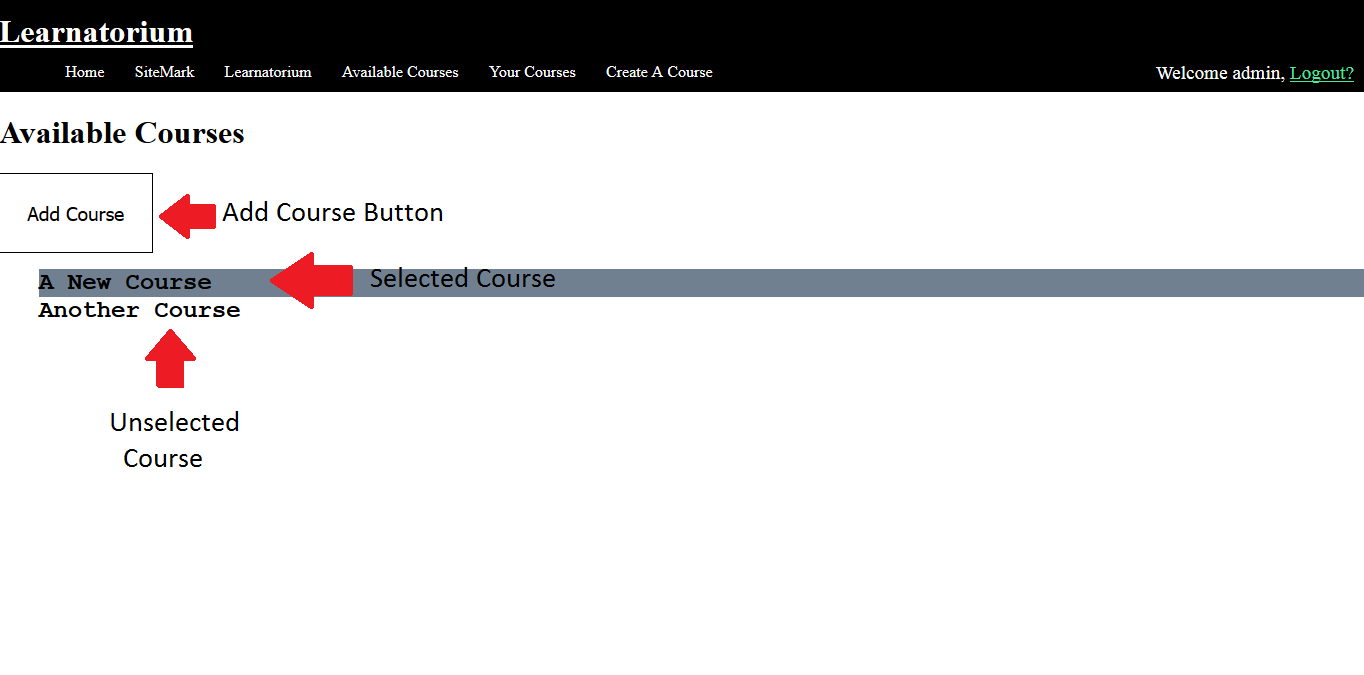 Learnatorium
Home SiteMark Learnatorium Available Courses Your Courses Create A Course Welcome admin, Logout?
Available Courses
Add Course Add Course Button
A New Course Selected Course
Another Course
Unselected
Course